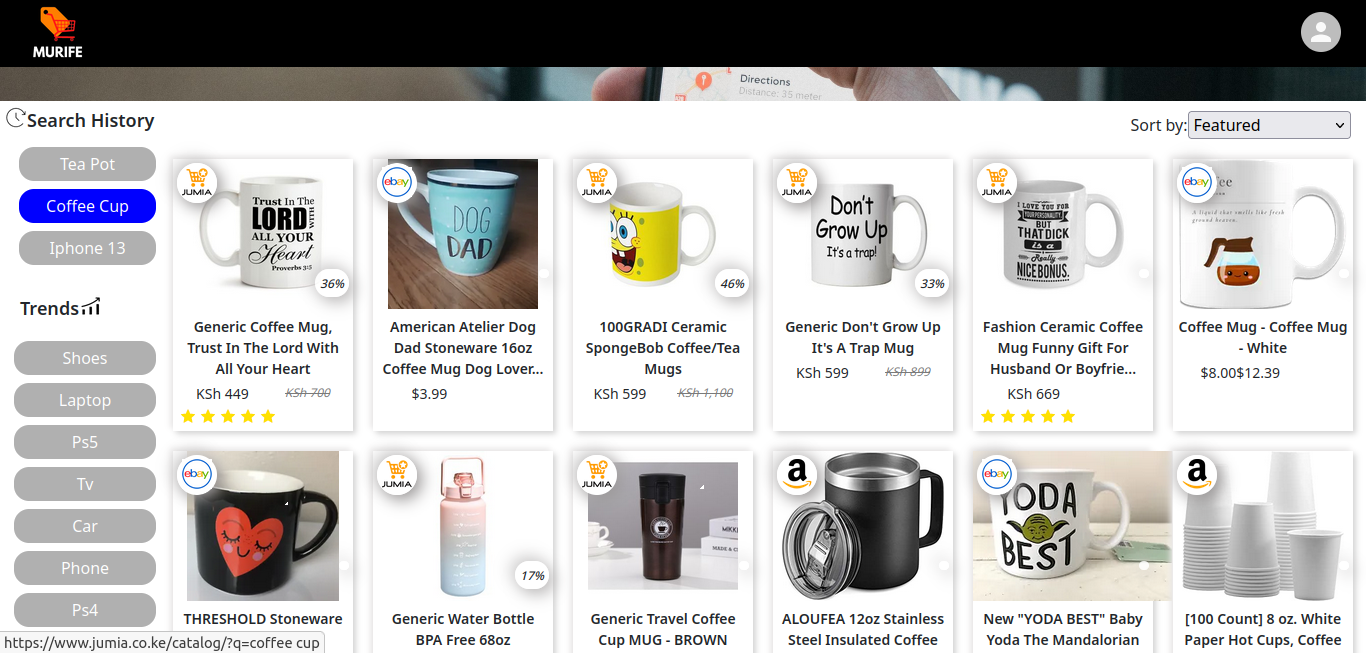 MURIFE
Directions
Distance: 35 meter
Search History
Sort by: Featured
Tea Pot
Coffee Cup
Iphone 13
Trends
Shoes
Laptop
Ps5
Tv
Car
Phone
Ps4
JUMIA
Trust In The
LORD WITH
ALL YOUR
Heart
Proverbs 3:5
36%
Generic Coffee Mug,
Trust In The Lord With
All Your Heart
KSh 449 KSh 700
ebay
DOG
DAD
American Atelier Dog
Dad Stoneware 16oz
Coffee Mug Dog Lover...
$3.99
JUMIA
46%
100GRADI Ceramic
SpongeBob Coffee/Tea
Mugs
KSh 599 KSh 1,100
JUMIA
Don't
Grow Up
It's a trap!
33%
Generic Don't Grow Up
It's A Trap Mug
KSh 599 KSh 899
JUMIA
I LOVE YOU FOR
YOUR PERSONALITY
BUT
THAT DICK
is a
Really
NICE BONUS.
Fashion Ceramic Coffee
Mug Funny Gift For
Husband Or Boyfrie...
KSh 669
ebay
fee
A liquid that smells like fresh
ground heaven.
Coffee Mug - Coffee Mug
- White
$8.00$12.39
ebay
THRESHOLD Stoneware
JUMIA
17%
Generic Water Bottle
BPA Free 68oz
JUMIA
MADE & C
Generic Travel Coffee
Cup MUG - BROWN
a
ALOUFEA 12oz Stainless
Steel Insulated Coffee
ebay
YODA
BEST
New "YODA BEST" Baby
Yoda The Mandalorian
a
[100 Count] 8 oz. White
Paper Hot Cups, Coffee
https://www.jumia.co.ke/catalog/?q=coffee cup